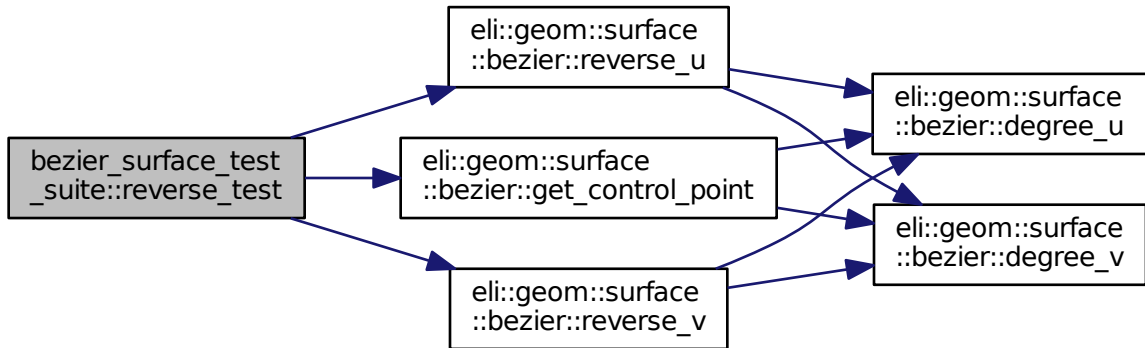 bezier_surface_test
_suite::reverse_test
eli::geom::surface
::bezier::reverse_u
eli::geom::surface
::bezier::get_control_point
eli::geom::surface
::bezier::reverse_v
eli::geom::surface
::bezier::degree_u
eli::geom::surface
::bezier::degree_v